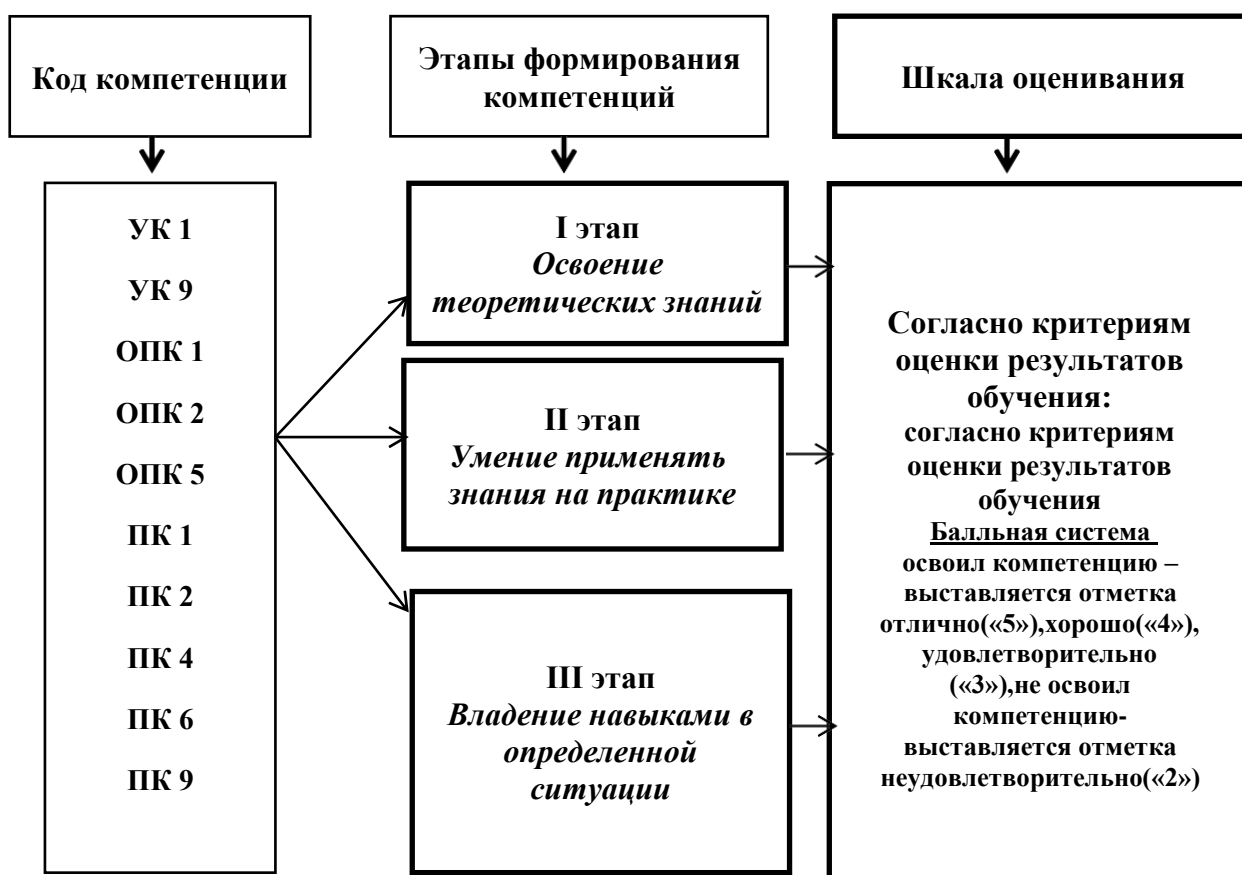 Код компетенции
Этапы формирования
компетенций
Шкала оценивания
УК 1
УК 9
ОПК 1
ОПК 2
ОПК 5
ПК 1
ПК 2
ПК 4
ПК 6
ПК 9
I этап
Освоение
теоретических знаний
II этап
Умение применять
знания на практике
III этап
Владение навыками в
определенной
ситуации
Согласно критериям
оценки результатов
обучения:
согласно критериям
оценки результатов
обучения
Балльная система
освоил компетенцию –
выставляется отметка
отлично(«5»),хорошо(«4»),
удовлетворительно
(«3»),не освоил
компетенцию-
выставляется отметка
неудовлетворительно(«2»)